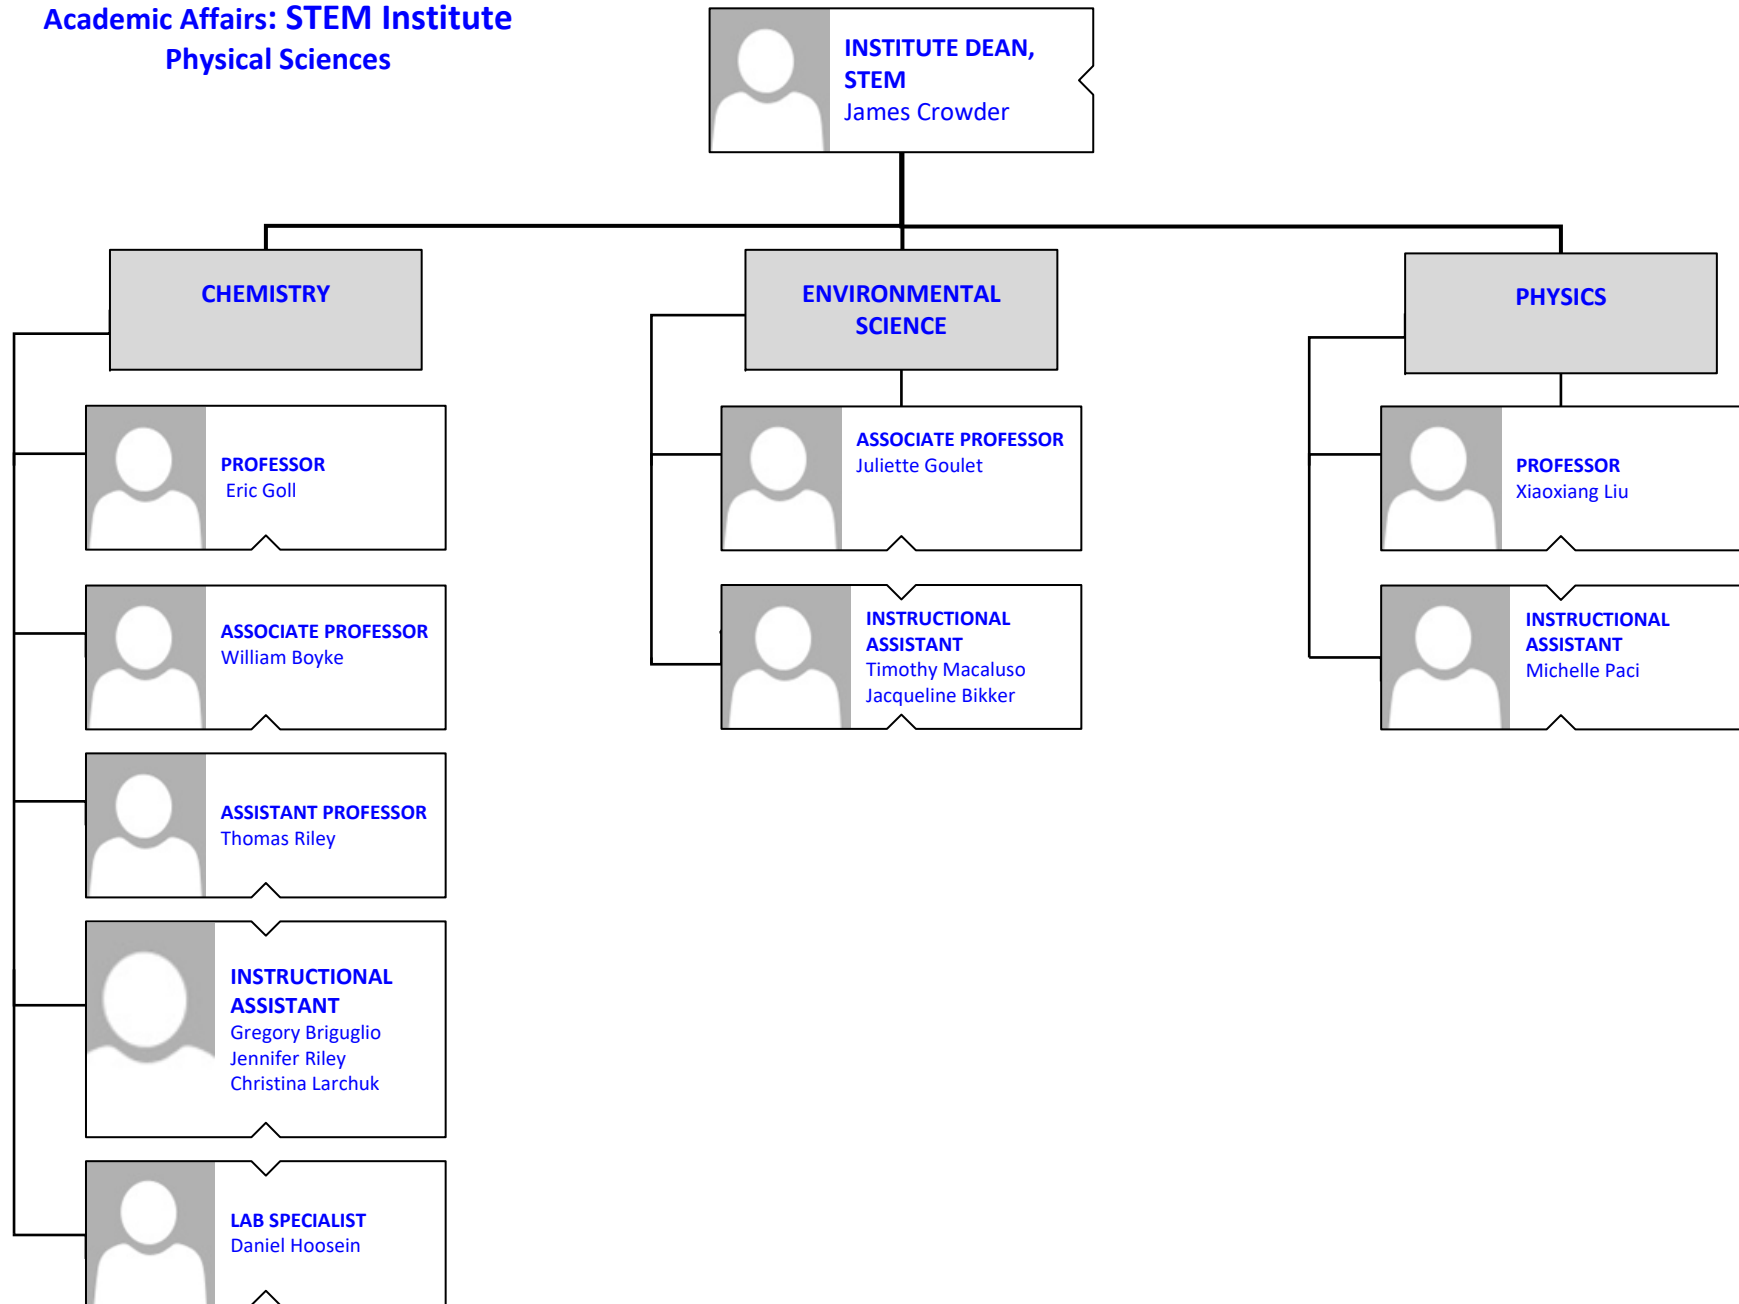 Academic Affairs: STEM Institute
Physical Sciences
INSTITUTE DEAN,
STEM
James Crowder
CHEMISTRY
PROFESSOR
Eric Goll
ASSOCIATE PROFESSOR
William Boyke
ASSISTANT PROFESSOR
Thomas Riley
INSTRUCTIONAL
ASSISTANT
Gregory Briguglio
Jennifer Riley
Christina Larchuk
LAB SPECIALIST
Daniel Hoosein
ENVIRONMENTAL
SCIENCE
ASSOCIATE PROFESSOR
Juliette Goulet
INSTRUCTIONAL
ASSISTANT
Timothy Macaluso
Jacqueline Bikker
PHYSICS
PROFESSOR
Xiaoxiang Liu
INSTRUCTIONAL
ASSISTANT
Michelle Paci